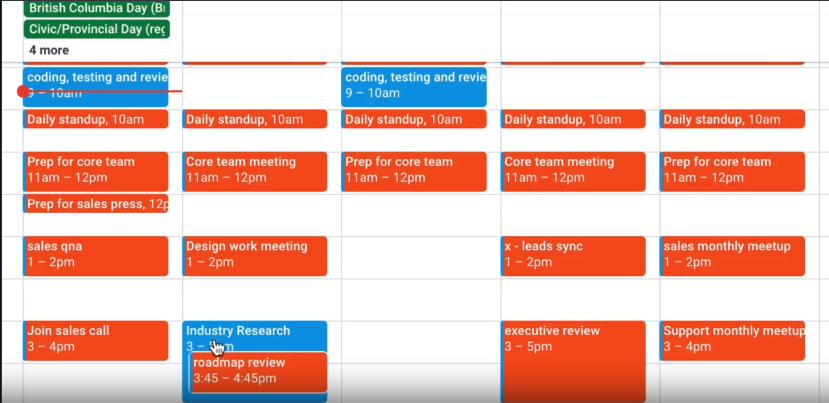 British Columbia Day (B
Civic/Provincial Day (reg
4 more
coding, testing and revie
9 – 10am
coding, testing and revie
9 – 10am
Daily standup, 10am
Daily standup, 10am
Daily standup, 10am
Daily standup, 10am
Daily standup, 10am
Prep for core team
11am – 12pm
Core team meeting
11am – 12pm
Prep for core team
11am – 12pm
Core team meeting
11am – 12pm
Prep for core team
11am – 12pm
Prep for sales press, 12p
sales qna
1 – 2pm
Design work meeting
1 – 2pm
x - leads sync
1 – 2pm
sales monthly meetup
1 – 2pm
Join sales call
3 – 4pm
Industry Research
3 –
roadmap review
3:45 – 4:45pm
executive review
3 – 5pm
Support monthly meetup
3 – 4pm